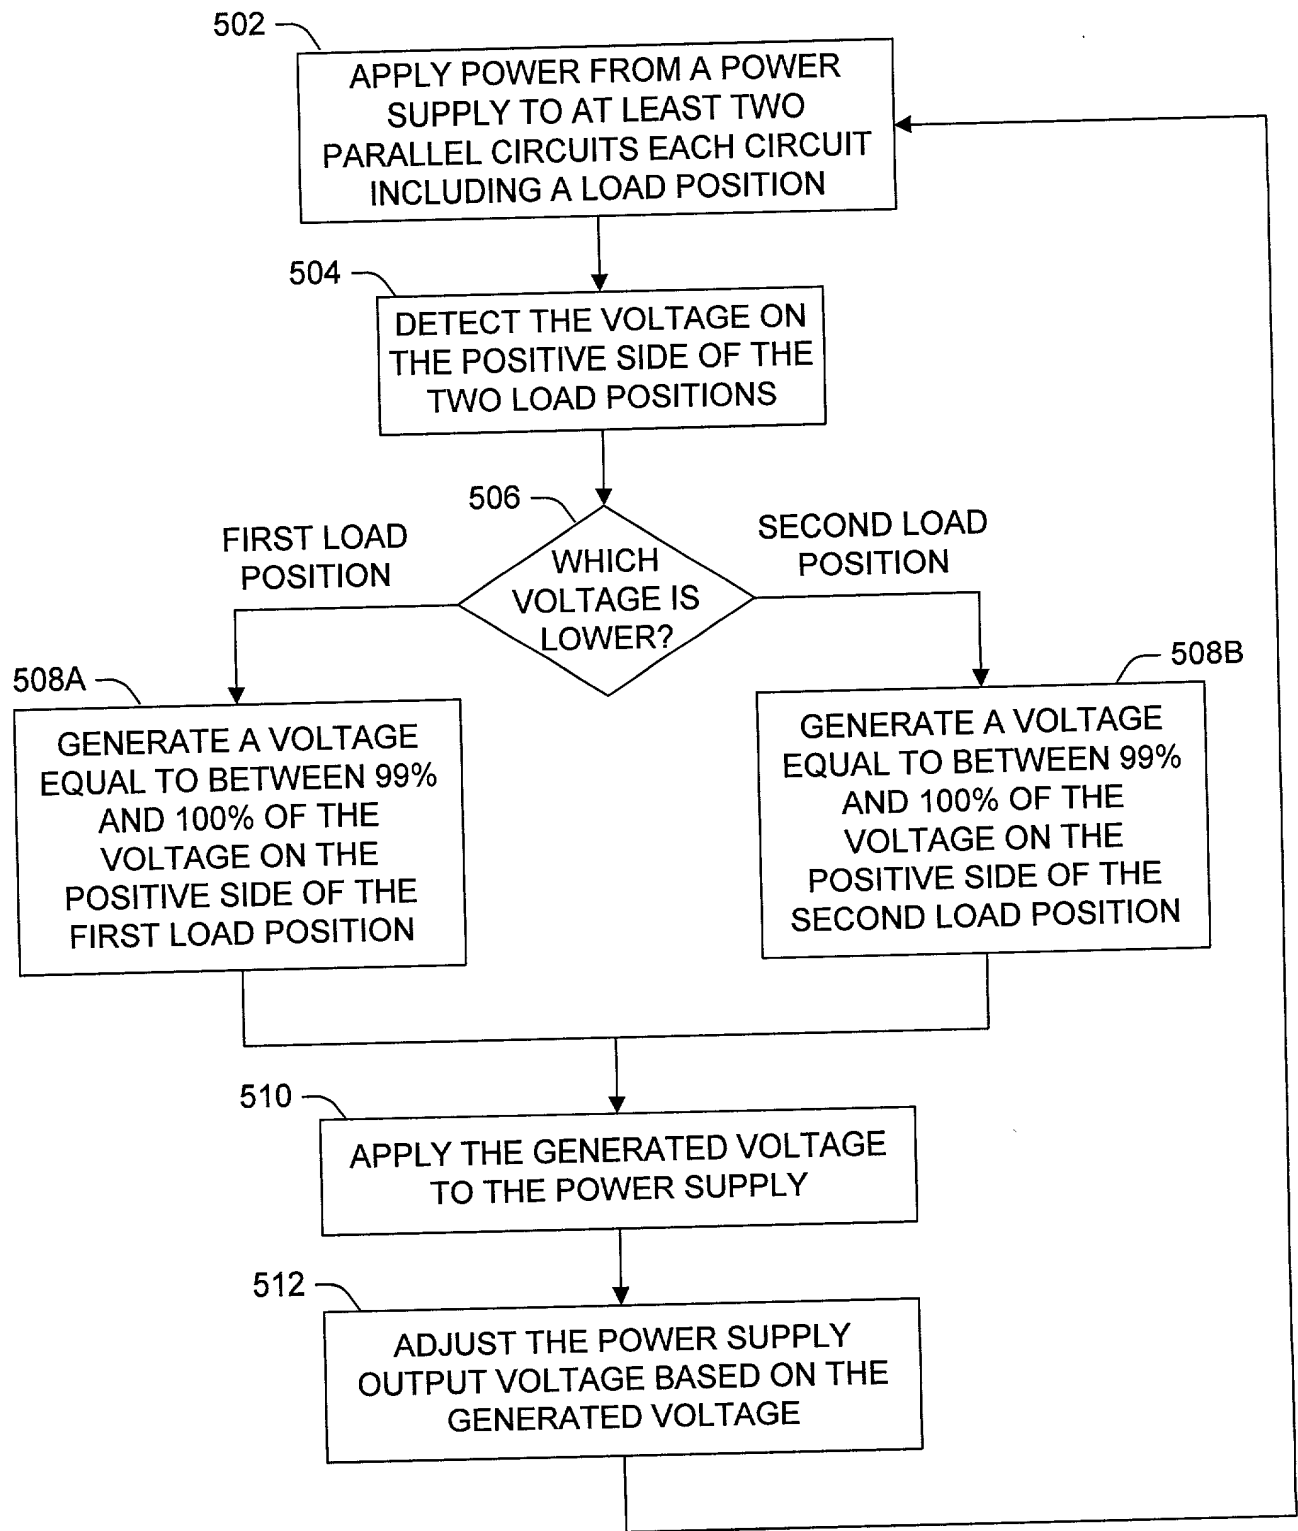 502
APPLY POWER FROM A POWER
SUPPLY TO AT LEAST TWO
PARALLEL CIRCUITS EACH CIRCUIT
INCLUDING A LOAD POSITION
504
DETECT THE VOLTAGE ON
THE POSITIVE SIDE OF THE
TWO LOAD POSITIONS
506
FIRST LOAD
POSITION
WHICH
VOLTAGE IS
LOWER?
SECOND LOAD
POSITION
508A
GENERATE A VOLTAGE
EQUAL TO BETWEEN 99%
AND 100% OF THE
VOLTAGE ON THE
POSITIVE SIDE OF THE
FIRST LOAD POSITION
508B
GENERATE A VOLTAGE
EQUAL TO BETWEEN 99%
AND 100% OF THE
VOLTAGE ON THE
POSITIVE SIDE OF THE
SECOND LOAD POSITION
510
APPLY THE GENERATED VOLTAGE
TO THE POWER SUPPLY
512
ADJUST THE POWER SUPPLY
OUTPUT VOLTAGE BASED ON THE
GENERATED VOLTAGE